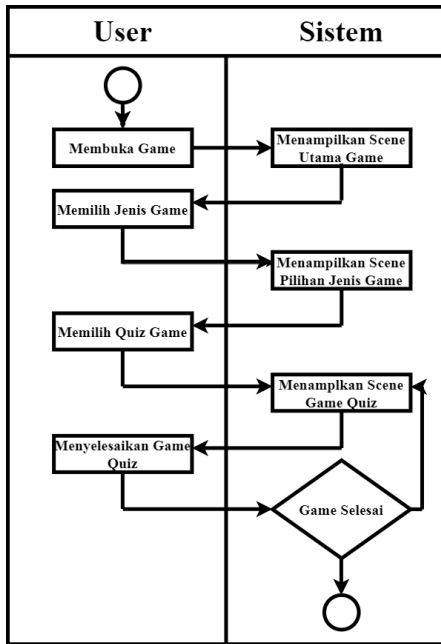 User
Sistem
Membuka Game
Menampilkan Scene
Utama Game
Memilih Jenis Game
Menampilkan Scene
Pilihan Jenis Game
Memilih Quiz Game
Menamplkan Scene
Game Quiz
Menyelesaikan Game
Quiz
Game Selesai